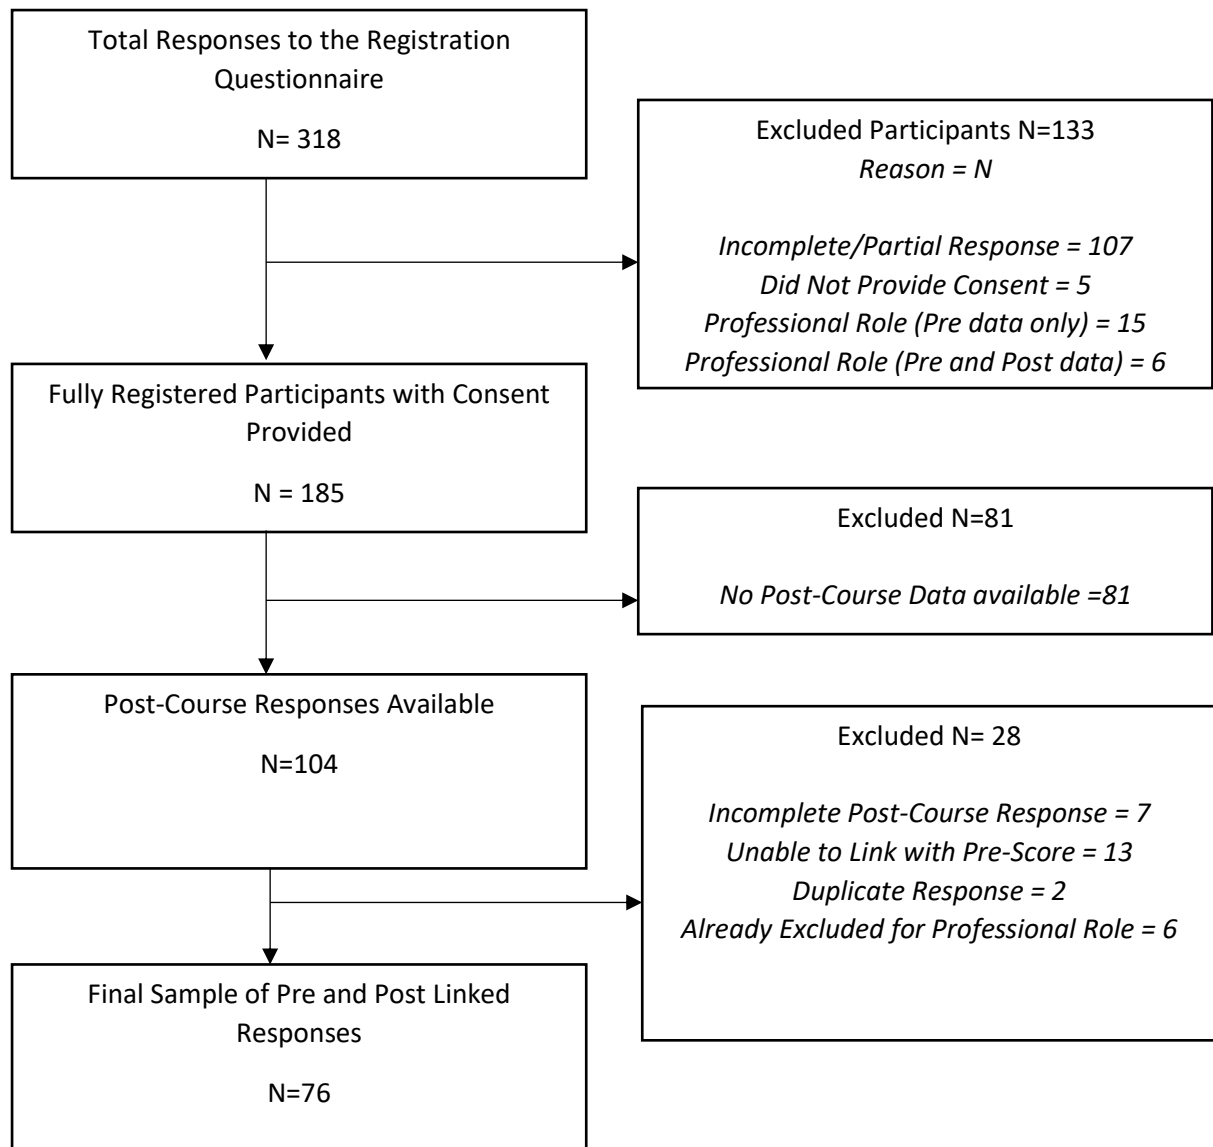 Total Responses to the Registration
Questionnaire
N= 318
Excluded Participants N=133
Reason = N
Incomplete/Partial Response = 107
Did Not Provide Consent = 5
Professional Role (Pre data only) = 15
Professional Role (Pre and Post data) = 6
Fully Registered Participants with Consent
Provided
N = 185
Excluded N=81
No Post-Course Data available =81
Post-Course Responses Available
N=104
Excluded N= 28
Incomplete Post-Course Response = 7
Unable to Link with Pre-Score = 13
Duplicate Response = 2
Already Excluded for Professional Role = 6
Final Sample of Pre and Post Linked
Responses
N=76